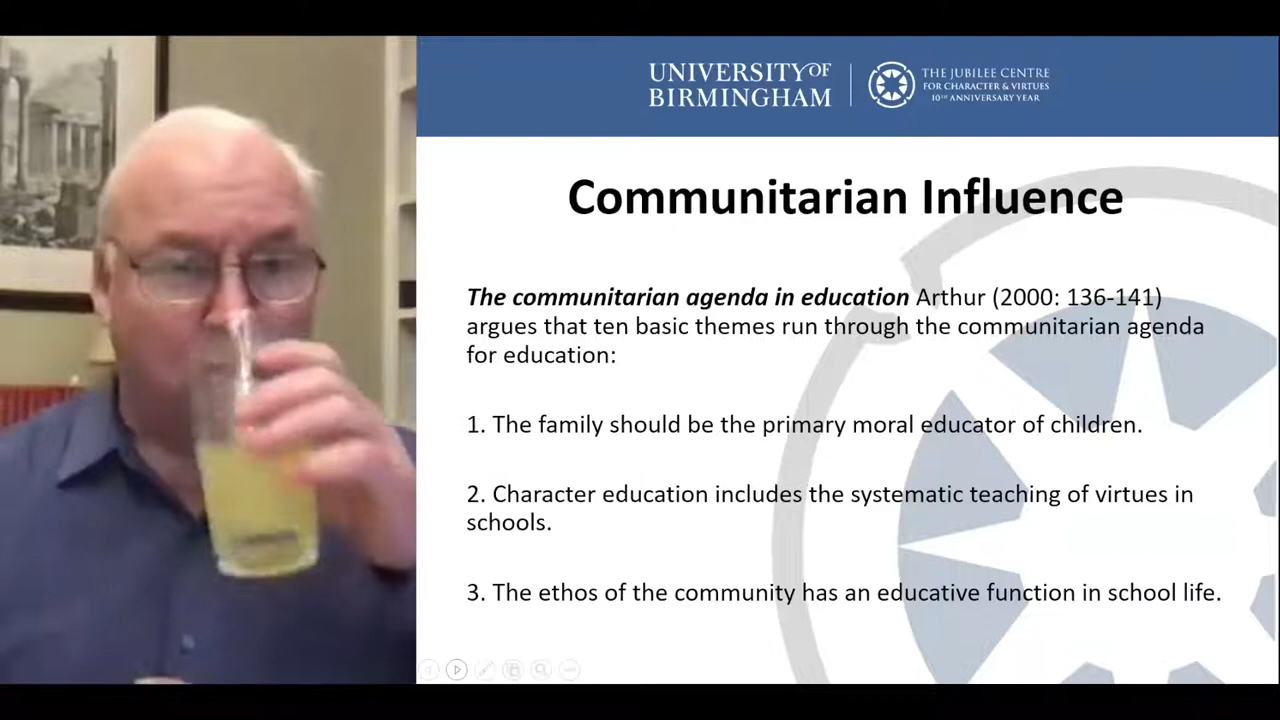 UNIVERSITY OF
BIRMINGHAM
THE JUBILEE CENTRE
FOR CHARACTER & VIRTUES
10TH ANNIVERSARY YEAR
Communitarian Influence
The communitarian agenda in education Arthur (2000: 136-141)
argues that ten basic themes run through the communitarian agenda
for education:
1. The family should be the primary moral educator of children.
2. Character education includes the systematic teaching of virtues in
schools.
3. The ethos of the community has an educative function in school life.